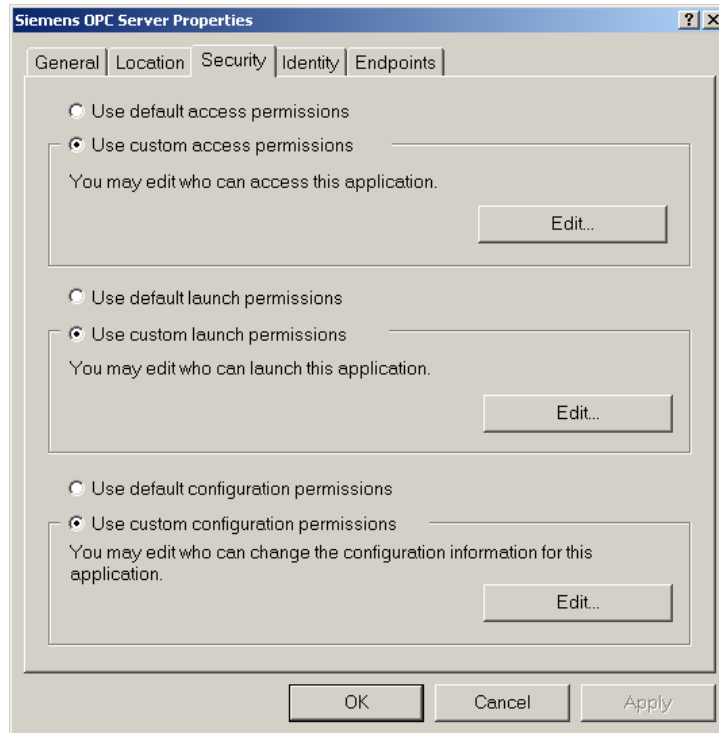 Siemens OPC Server Properties
General Location Security Identity Endpoints
Use default access permissions
Use custom access permissions
You may edit who can access this application.
Edit...
Use default launch permissions
Use custom launch permissions
You may edit who can launch this application.
Edit...
Use default configuration permissions
Use custom configuration permissions
You may edit who can change the configuration information for this
application.
Edit...
OK Cancel Apply